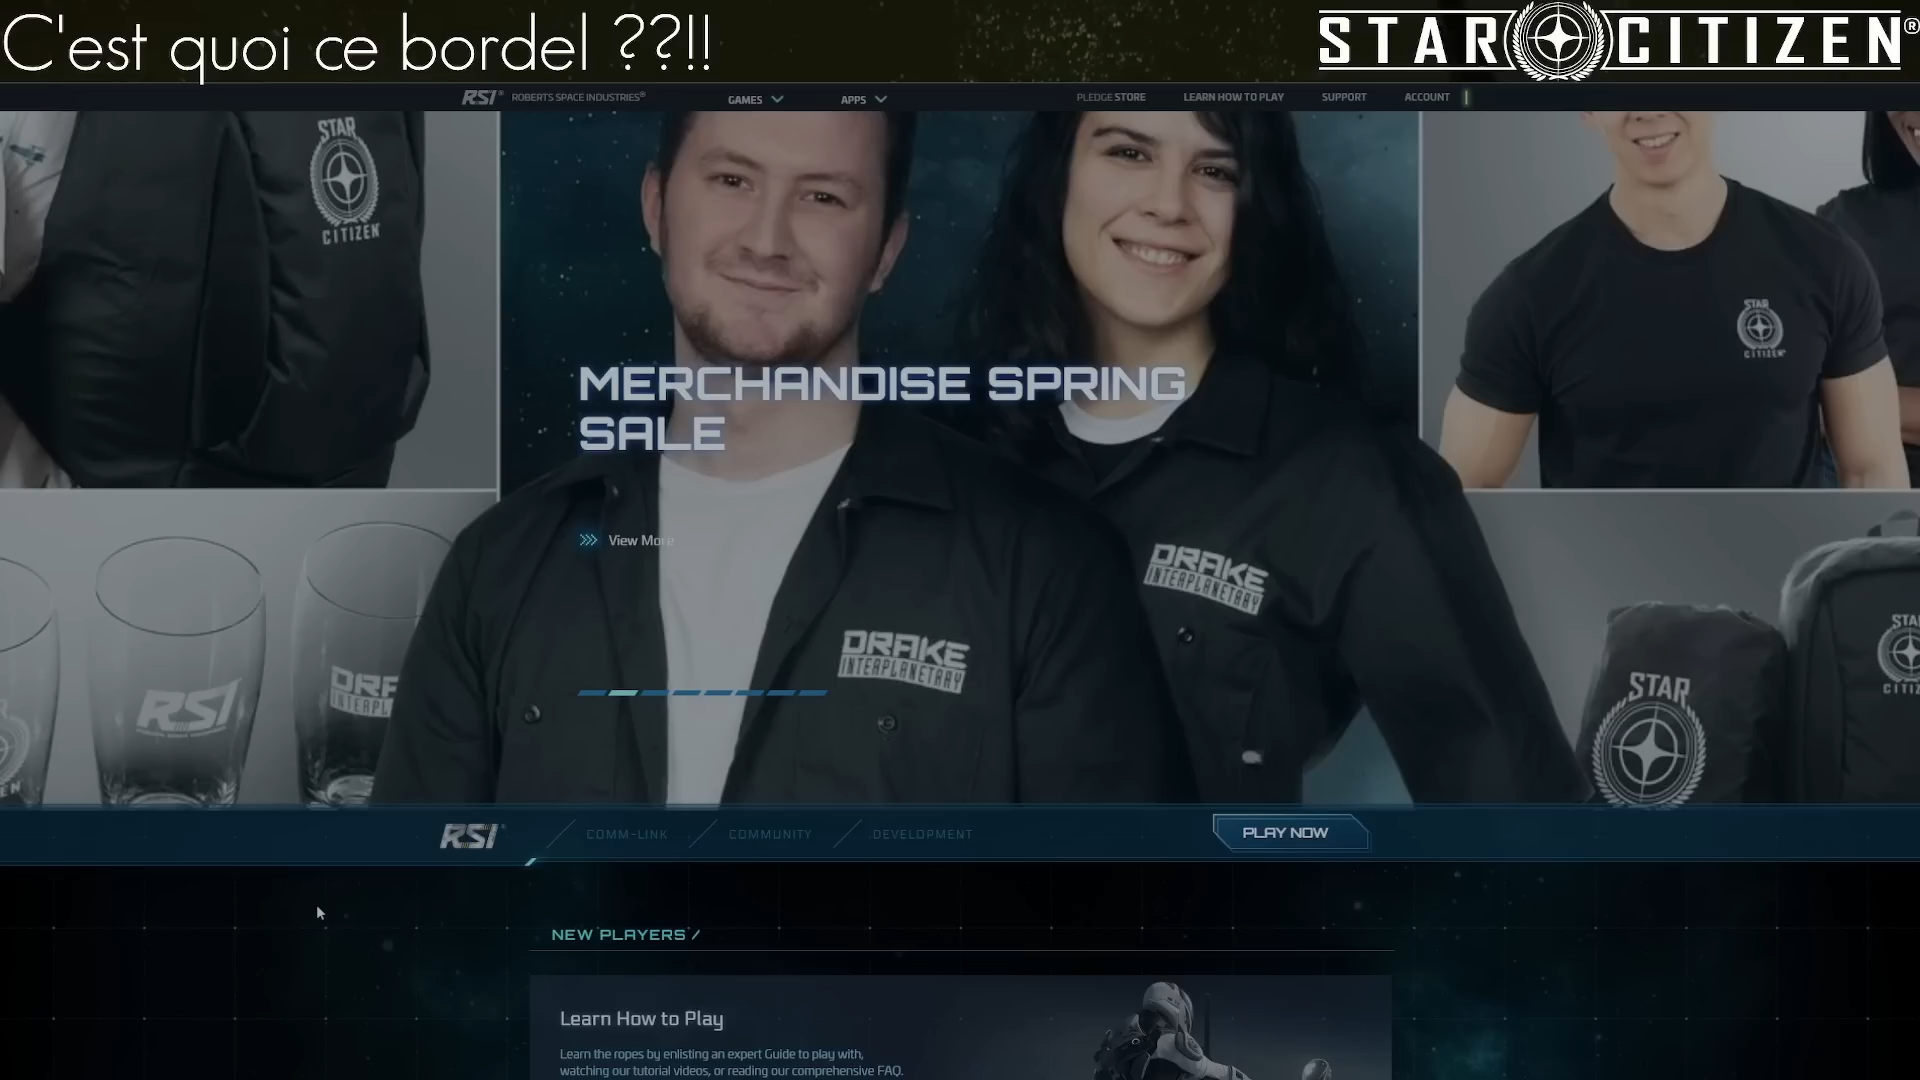 C'est quoi ce bordel ??!!
STAR CITIZEN®
RSI® ROBERTS SPACE INDUSTRIES®
GAMES
APPS
PLEDGE STORE
LEARN HOW TO PLAY
SUPPORT
ACCOUNT
STAR
CITIZEN
STAR
CITIZEN
MERCHANDISE SPRING
SALE
View More
DRAKE
INTERPLANETARY
DRAKE
INTERPLANETARY
RSI
STAR
STAR
CITIZEN
RSI
COMM-LINK
COMMUNITY
DEVELOPMENT
PLAY NOW
NEW PLAYERS /
Learn How to Play
Learn the ropes by enlisting an expert Guide to play with,
watching our tutorial videos, or reading our comprehensive FAQ.